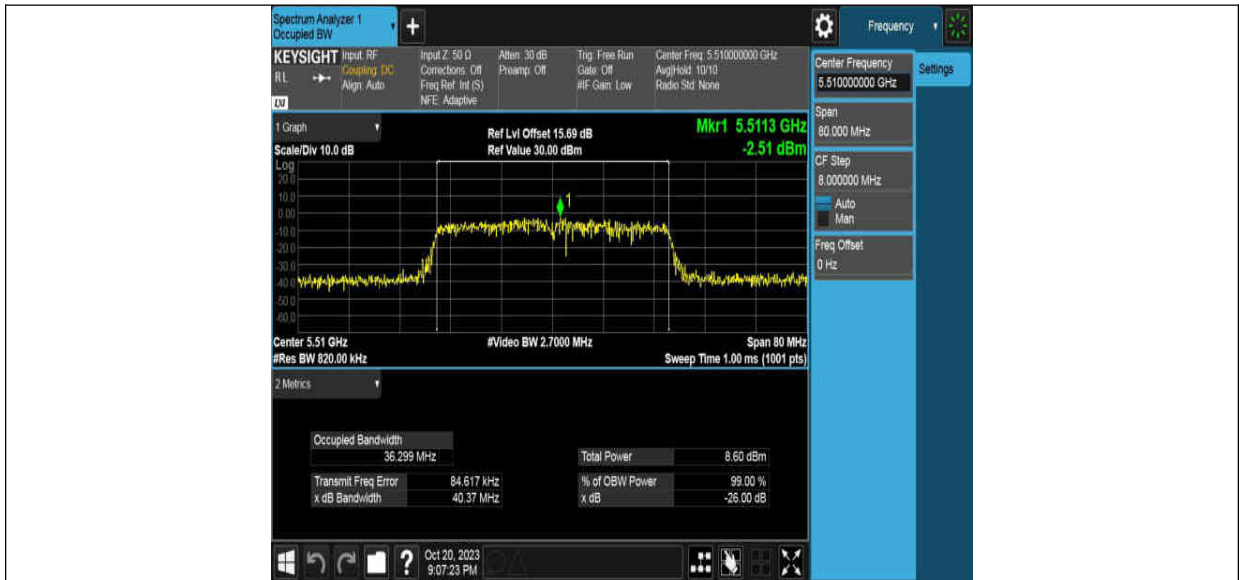 Spectrum Analyzer 1
Occupied BW
+
Frequency
KEYSIGHT
RL
LXI
Input: RF
Coupling: DC
Align: Auto
Input Z: 50 Ω
Corrections: Off
Freq Ref: Int (S)
NFE: Adaptive
Atten: 30 dB
Preamp: Off
Trig: Free Run
Gate: Off
#IF Gain: Low
Center Freq: 5.510000000 GHz
Avg|Hold: 10/10
Radio Std: None
Center Frequency
5.510000000 GHz
Settings
Span
80.000 MHz
CF Step
8.000000 MHz
Auto
Man
Freq Offset
0 Hz
1 Graph
Scale/Div 10.0 dB
Ref Lvl Offset 15.69 dB
Ref Value 30.00 dBm
Mkr1 5.5113 GHz
-2.51 dBm
Log
20.0
10.0
0.00
-10.0
-20.0
-30.0
-40.0
-50.0
-60.0
1
Center 5.51 GHz
#Res BW 820.00 kHz
#Video BW 2.7000 MHz
Span 80 MHz
Sweep Time 1.00 ms (1001 pts)
2 Metrics
Occupied Bandwidth
36.299 MHz
Total Power 8.60 dBm
Transmit Freq Error 84.617 kHz
% of OBW Power 99.00 %
x dB Bandwidth 40.37 MHz
x dB -26.00 dB
?
Oct 20, 2023
9:07:23 PM